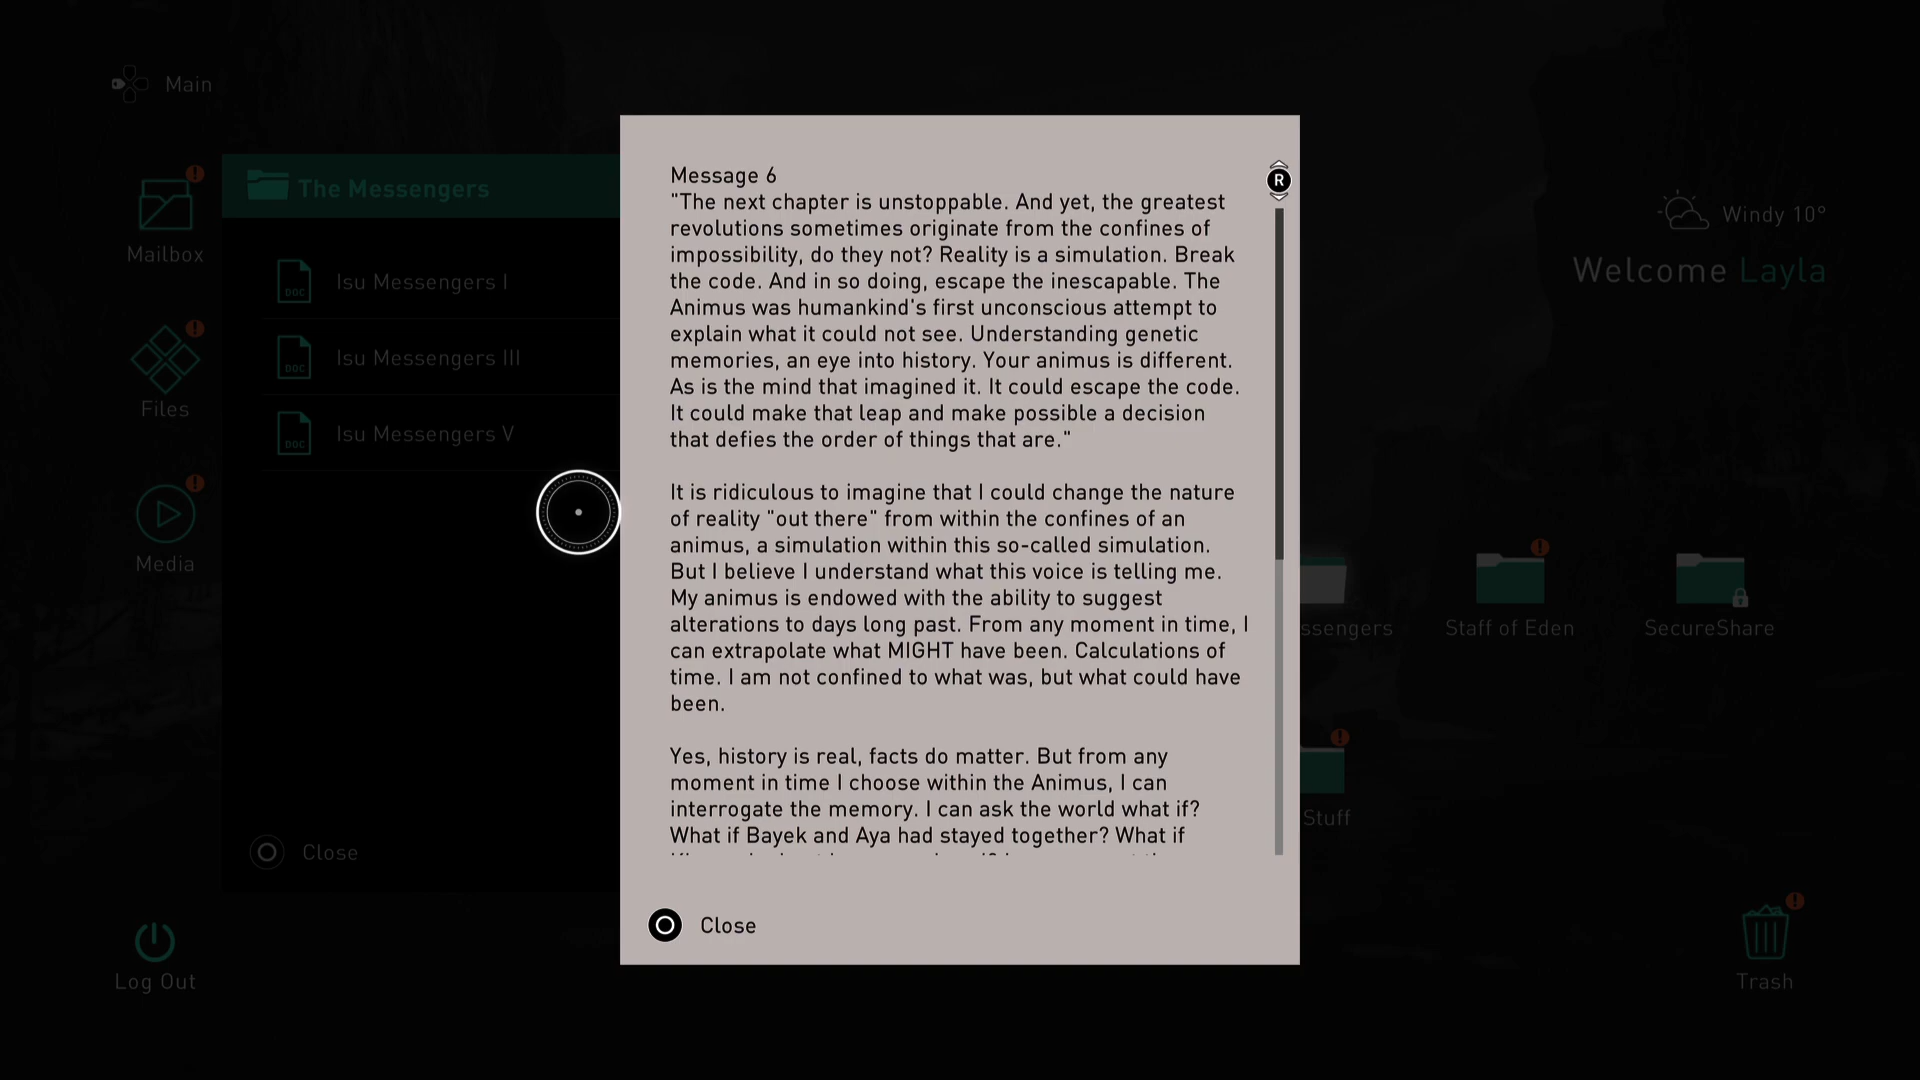 Main
The Messengers
Mailbox
Isu Messengers I
Isu Messengers III
Files
Isu Messengers V
Media
Close
Log Out
Message 6
"The next chapter is unstoppable. And yet, the greatest
revolutions sometimes originate from the confines of
impossibility, do they not? Reality is a simulation. Break
the code. And in so doing, escape the inescapable. The
Animus was humankind's first unconscious attempt to
explain what it could not see. Understanding genetic
memories, an eye into history. Your animus is different.
As is the mind that imagined it. It could escape the code.
It could make that leap and make possible a decision
that defies the order of things that are."
It is ridiculous to imagine that I could change the nature
of reality "out there" from within the confines of an
animus, a simulation within this so-called simulation.
But I believe I understand what this voice is telling me.
My animus is endowed with the ability to suggest
alterations to days long past. From any moment in time, I
can extrapolate what MIGHT have been. Calculations of
time. I am not confined to what was, but what could have
been.
Yes, history is real, facts do matter. But from any
moment in time I choose within the Animus, I can
interrogate the memory. I can ask the world what if?
What if Bayek and Aya had stayed together? What if
Close
R
Windy 10°
Welcome Layla
ssengers
Staff of Eden
SecureShare
Stuff
Trash
DOC
DOC
DOC